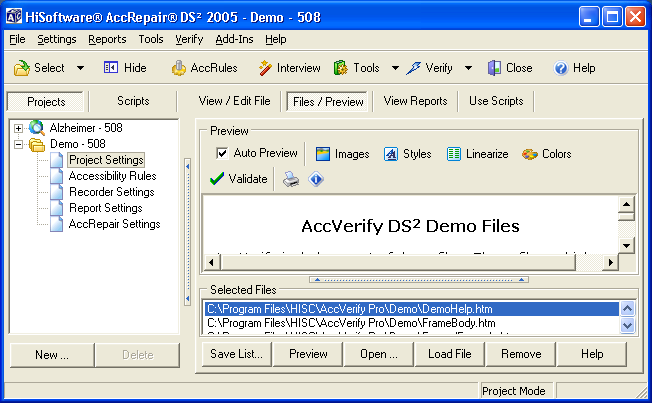 HiSoftware® AccRepair® DS² 2005 - Demo - 508
File Settings Reports Tools Verify Add-Ins Help
Select Hide AccRules Interview Tools Verify Close Help
Projects Scripts View / Edit File Files / Preview View Reports Use Scripts
Alzheimer - 508
Demo - 508
Project Settings
Accessibility Rules
Recorder Settings
Report Settings
AccRepair Settings
New ... Delete
Preview
Auto Preview Images Styles Linearize Colors
Validate
AccVerify DS² Demo Files
Selected Files
C:\Program Files\HISC\AccVerify Pro\Demo\DemoHelp.htm
C:\Program Files\HISC\AccVerify Pro\Demo\FrameBody.htm
Save List... Preview Open ... Load File Remove Help
Project Mode